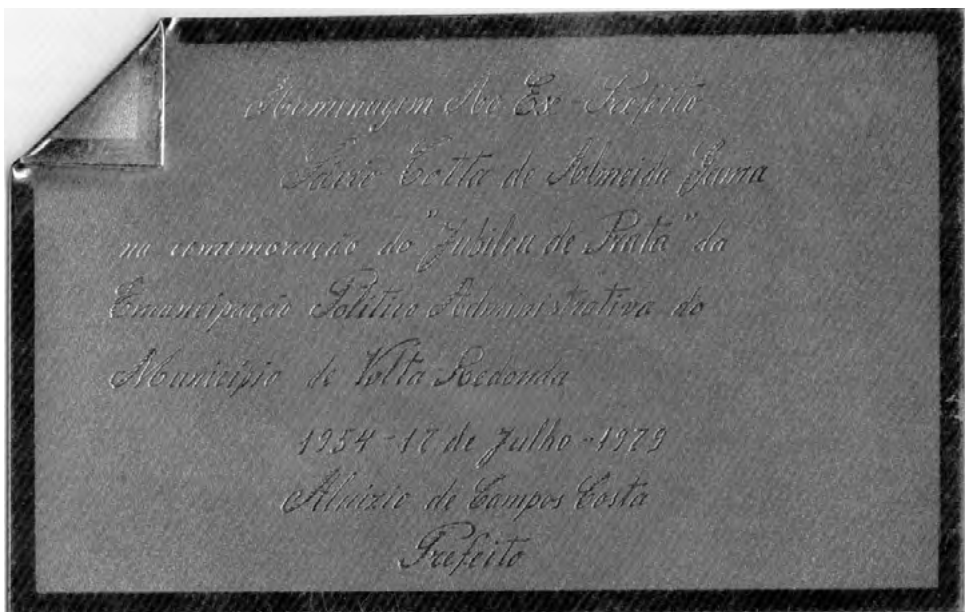 Homenagem Ao Ex-Prefeito
Sávio Cotta de Almeida Gama
na comemoração do "Jubileu de Prata" da
Emancipação Político Administrativa do
Município de Volta Redonda
1954-17 de Julho-1979
Aluizio de Campos Costa
Prefeito